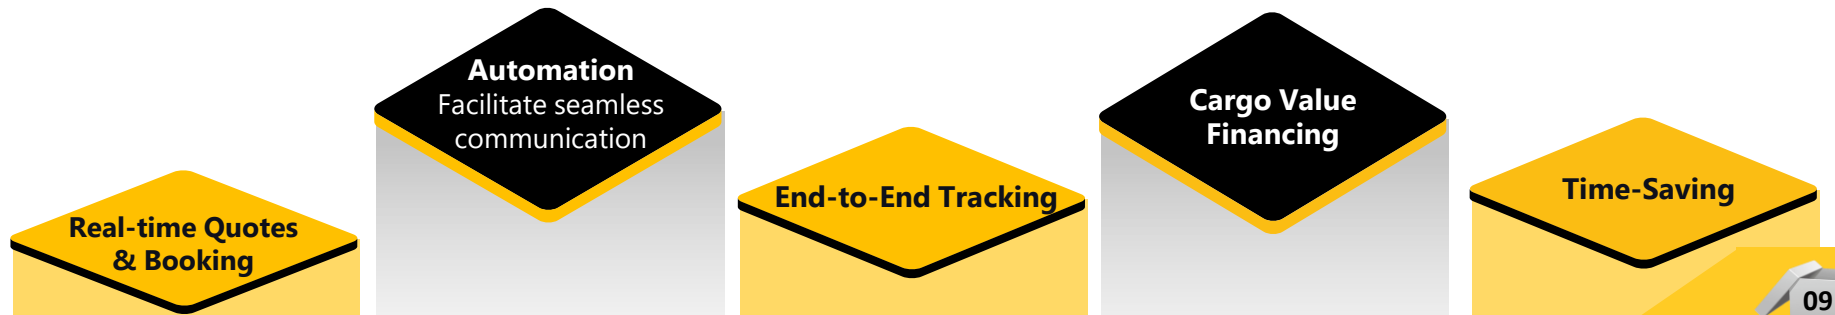 Real-time Quotes
& Booking
Automation
Facilitate seamless
communication
End-to-End Tracking
Cargo Value
Financing
Time-Saving
09